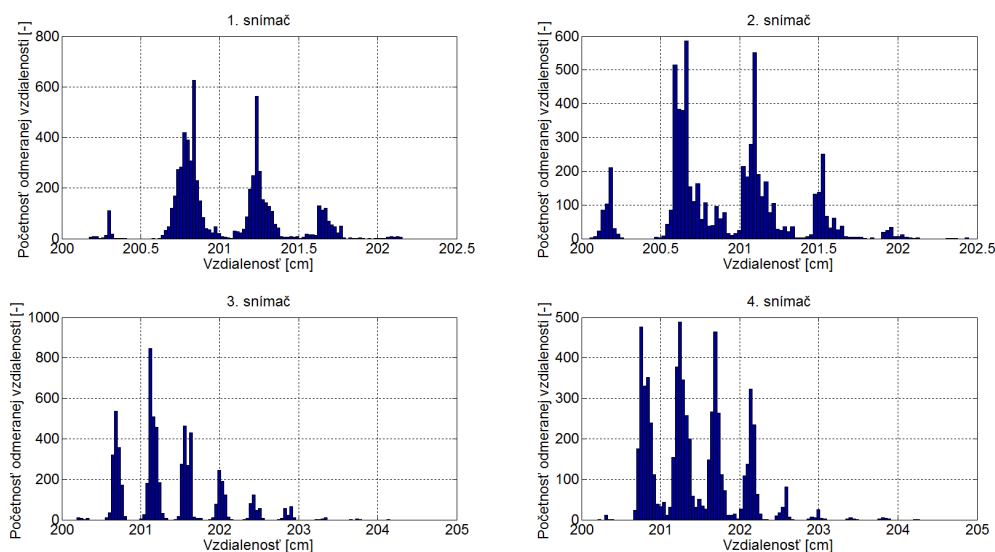 1. snímač
Početnosť odmeranej vzdialenosti [-]
800
600
400
200
0
200 200.5 201 201.5 202 202.5
Vzdialenosť [cm]
2. snímač
Početnosť odmeranej vzdialenosti [-]
600
500
400
300
200
100
0
200 200.5 201 201.5 202 202.5
Vzdialenosť [cm]
3. snímač
Početnosť odmeranej vzdialenosti [-]
1000
800
600
400
200
0
200 201 202 203 204 205
Vzdialenosť [cm]
4. snímač
Početnosť odmeranej vzdialenosti [-]
500
400
300
200
100
0
200 201 202 203 204 205
Vzdialenosť [cm]